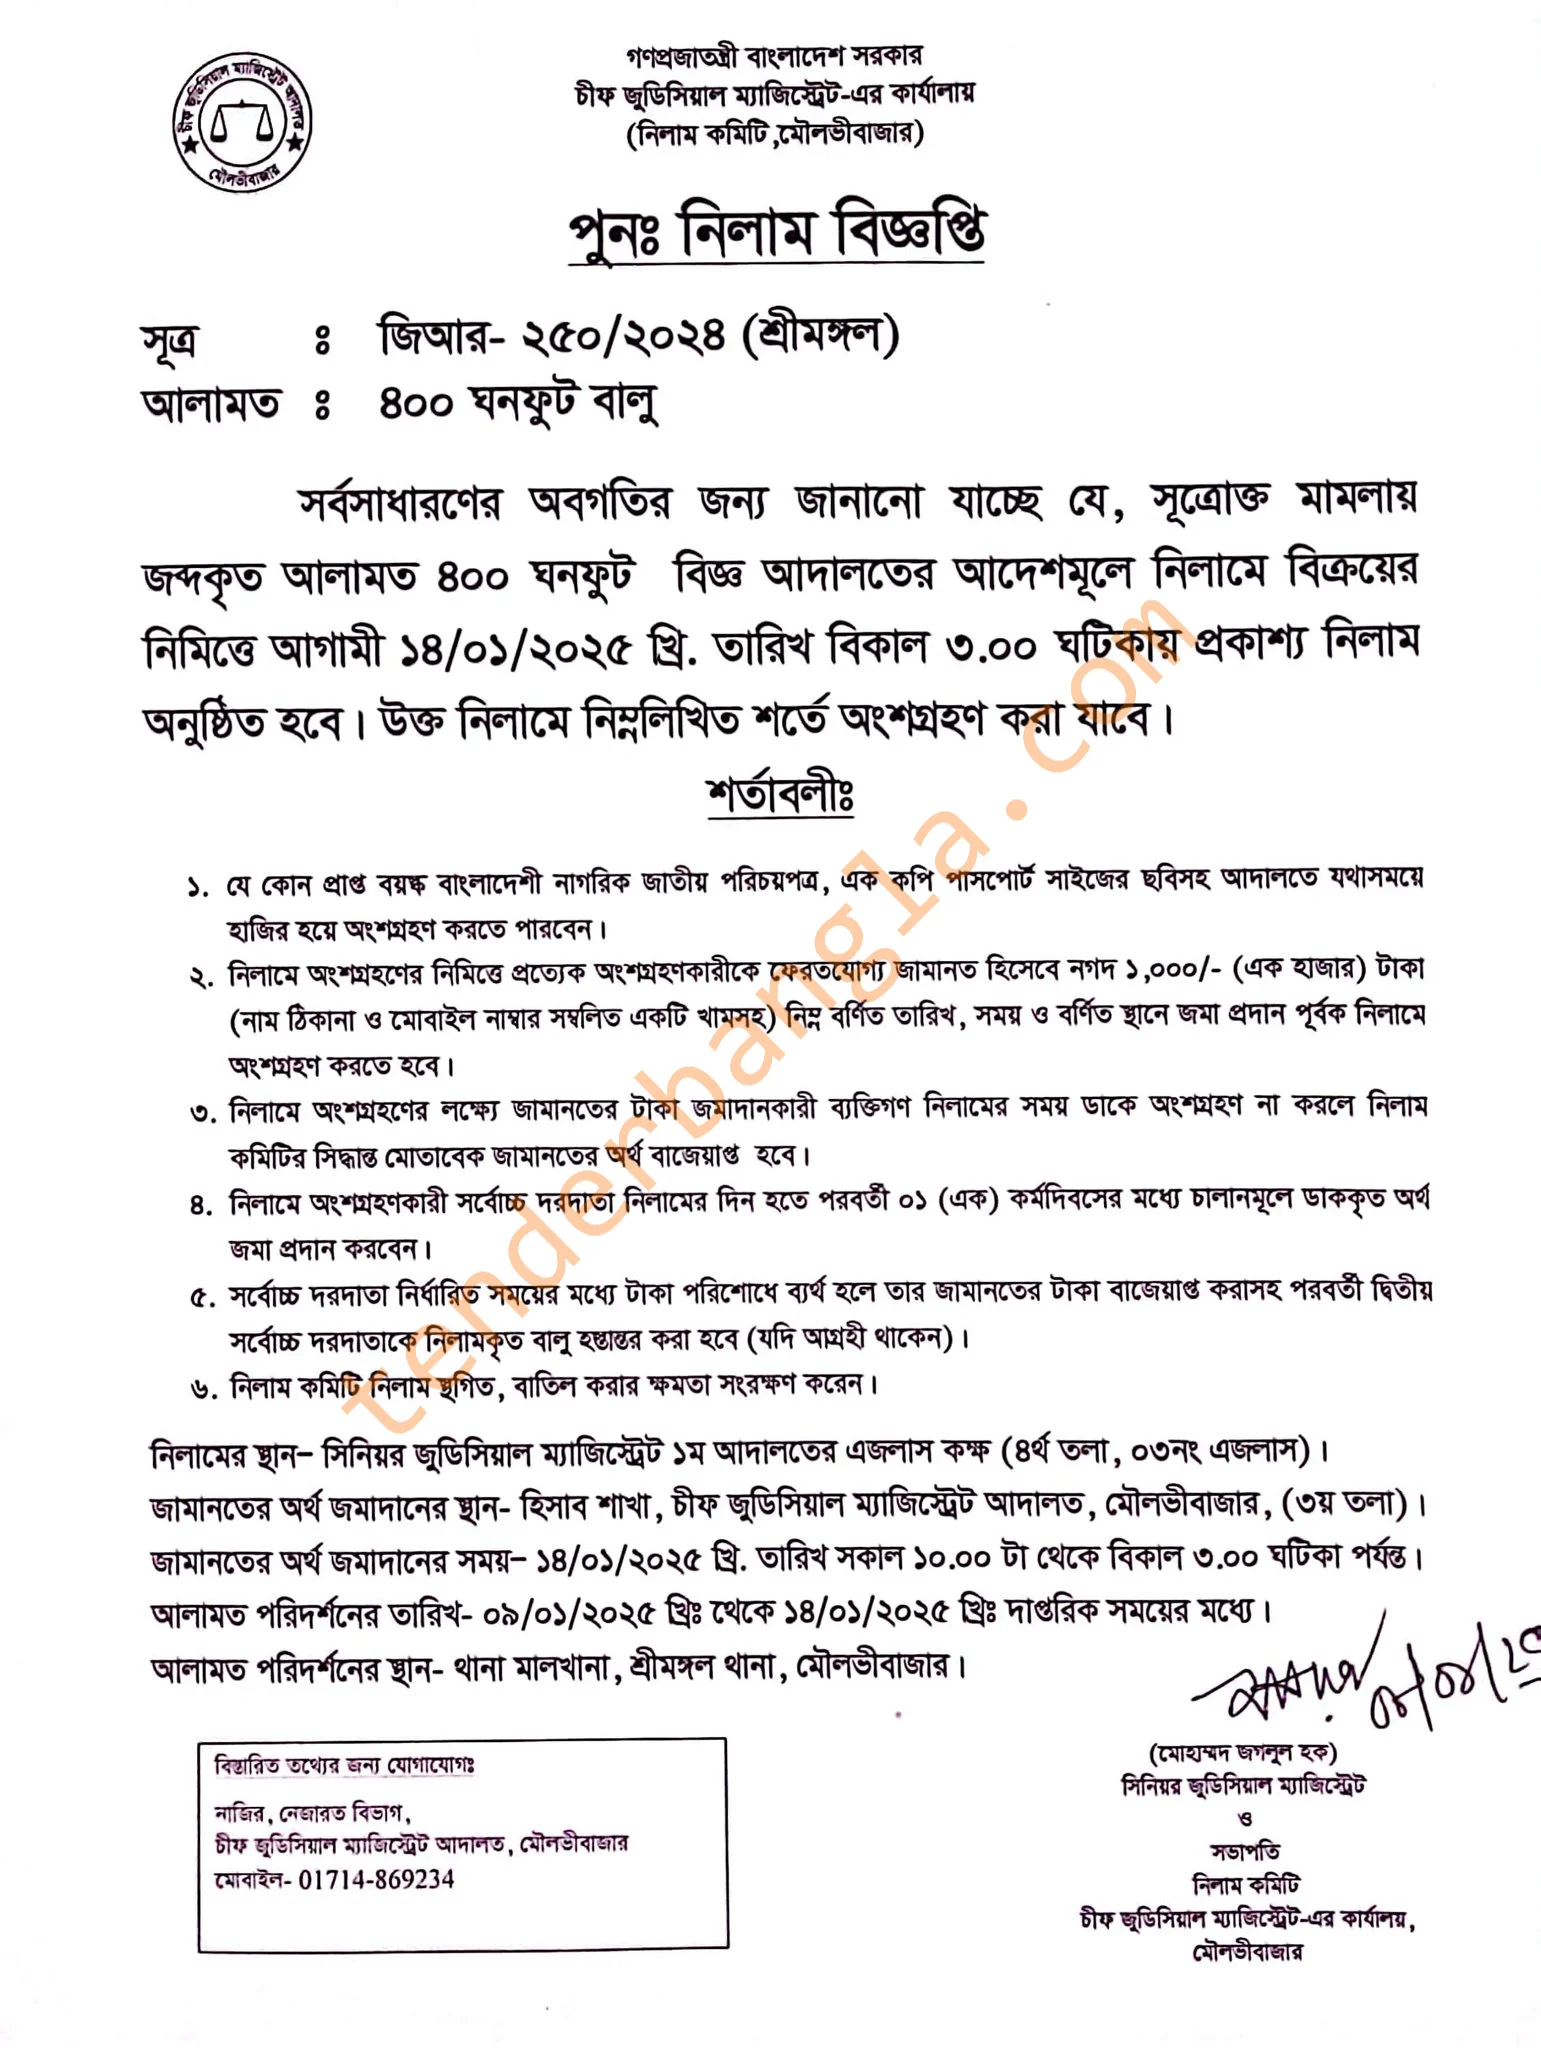 গণপ্রজাতন্ত্রী বাংলাদেশ সরকার
চীফ জুডিসিয়াল ম্যাজিস্ট্রেট-এর কার্যালায়
(নিলাম কমিটি,মৌলভীবাজার)
চীফ জুডিসিয়াল ম্যাজিস্ট্রেট আদালত
মৌলভীবাজার
পুনঃ নিলাম বিজ্ঞপ্তি
সূত্র : জিআর- ২৫০/২০২৪ (শ্রীমঙ্গল)
আলামত : ৪০০ ঘনফুট বালু
সর্বসাধারণের অবগতির জন্য জানানো যাচ্ছে যে, সূত্রোক্ত মামলায়
জব্দকৃত আলামত ৪০০ ঘনফুট বিজ্ঞ আদালতের আদেশমূলে নিলামে বিক্রয়ের
নিমিত্তে আগামী ১৪/০১/২০২৫ খ্রি. তারিখ বিকাল ৩.০০ ঘটিকায় প্রকাশ্য নিলাম
অনুষ্ঠিত হবে। উক্ত নিলামে নিম্নলিখিত শর্তে অংশগ্রহণ করা যাবে।
শর্তাবলীঃ
১. যে কোন প্রাপ্ত বয়স্ক বাংলাদেশী নাগরিক জাতীয় পরিচয়পত্র, এক কপি পাসপোর্ট সাইজের ছবিসহ আদালতে যথাসময়ে
হাজির হয়ে অংশগ্রহণ করতে পারবেন।
২. নিলামে অংশগ্রহণের নিমিত্তে প্রত্যেক অংশগ্রহণকারীকে ফেরতযোগ্য জামানত হিসেবে নগদ ১,০০০/- (এক হাজার) টাকা
(নাম ঠিকানা ও মোবাইল নাম্বার সম্বলিত একটি খামসহ) নিম্ন বর্ণিত তারিখ, সময় ও বর্ণিত স্থানে জমা প্রদান পূর্বক নিলামে
অংশগ্রহণ করতে হবে।
৩. নিলামে অংশগ্রহণের লক্ষ্যে জামানতের টাকা জমাদানকারী ব্যক্তিগণ নিলামের সময় ডাকে অংশগ্রহণ না করলে নিলাম
কমিটির সিদ্ধান্ত মোতাবেক জামানতের অর্থ বাজেয়াপ্ত হবে।
৪. নিলামে অংশগ্রহণকারী সর্বোচ্চ দরদাতা নিলামের দিন হতে পরবর্তী ০১ (এক) কর্মদিবসের মধ্যে চালানমূলে ডাককৃত অর্থ
জমা প্রদান করবেন।
৫. সর্বোচ্চ দরদাতা নির্ধারিত সময়ের মধ্যে টাকা পরিশোধে ব্যর্থ হলে তার জামানতের টাকা বাজেয়াপ্ত করাসহ পরবর্তী দ্বিতীয়
সর্বোচ্চ দরদাতাকে নিলামকৃত বালু হস্তান্তর করা হবে (যদি আগ্রহী থাকেন)।
৬. নিলাম কমিটি নিলাম স্থগিত, বাতিল করার ক্ষমতা সংরক্ষণ করেন।
নিলামের স্থান- সিনিয়র জুডিসিয়াল ম্যাজিস্ট্রেট ১ম আদালতের এজলাস কক্ষ (৪র্থ তলা, ০৩নং এজলাস)।
জামানতের অর্থ জমাদানের স্থান- হিসাব শাখা, চীফ জুডিসিয়াল ম্যাজিস্ট্রেট আদালত, মৌলভীবাজার, (৩য় তলা)।
জামানতের অর্থ জমাদানের সময়- ১৪/০১/২০২৫ খ্রি. তারিখ সকাল ১০.০০ টা থেকে বিকাল ৩.০০ ঘটিকা পর্যন্ত।
আলামত পরিদর্শনের তারিখ- ০৯/০১/২০২৫ খ্রিঃ থেকে ১৪/০১/২০২৫ খ্রিঃ দাপ্তরিক সময়ের মধ্যে।
আলামত পরিদর্শনের স্থান- থানা মালখানা, শ্রীমঙ্গল থানা, মৌলভীবাজার।
বিস্তারিত তথ্যের জন্য যোগাযোগঃ
নাজির, নেজারত বিভাগ,
চীফ জুডিসিয়াল ম্যাজিস্ট্রেট আদালত, মৌলভীবাজার
মোবাইল- 01714-869234
(মোহাম্মদ জগলুল হক)
সিনিয়র জুডিসিয়াল ম্যাজিস্ট্রেট
ও
সভাপতি
নিলাম কমিটি
চীফ জুডিসিয়াল ম্যাজিস্ট্রেট-এর কার্যালয়,
মৌলভীবাজার
tenderbangla.com